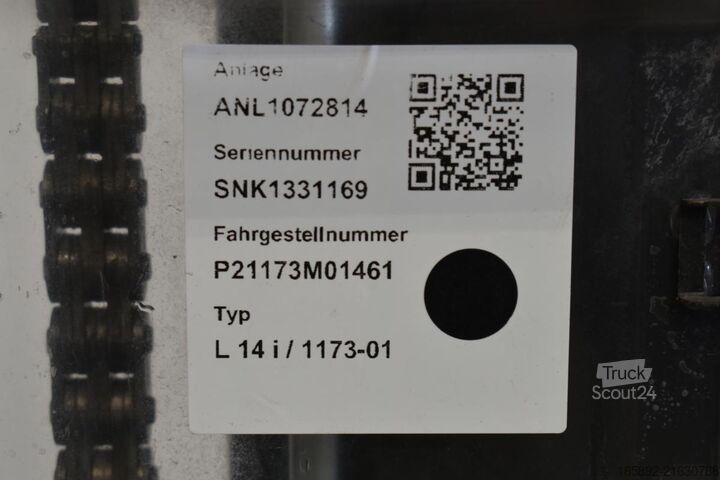 Anlage
ANL1072814
Seriennummer
SNK1331169
Fahrgestellnummer
P21173M01461
Typ
L 14 i / 1173-01
Truck
Scout24